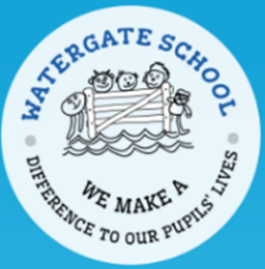 WATERGATE SCHOOL
WE MAKE A
DIFFERENCE TO OUR PUPILS' LIVES